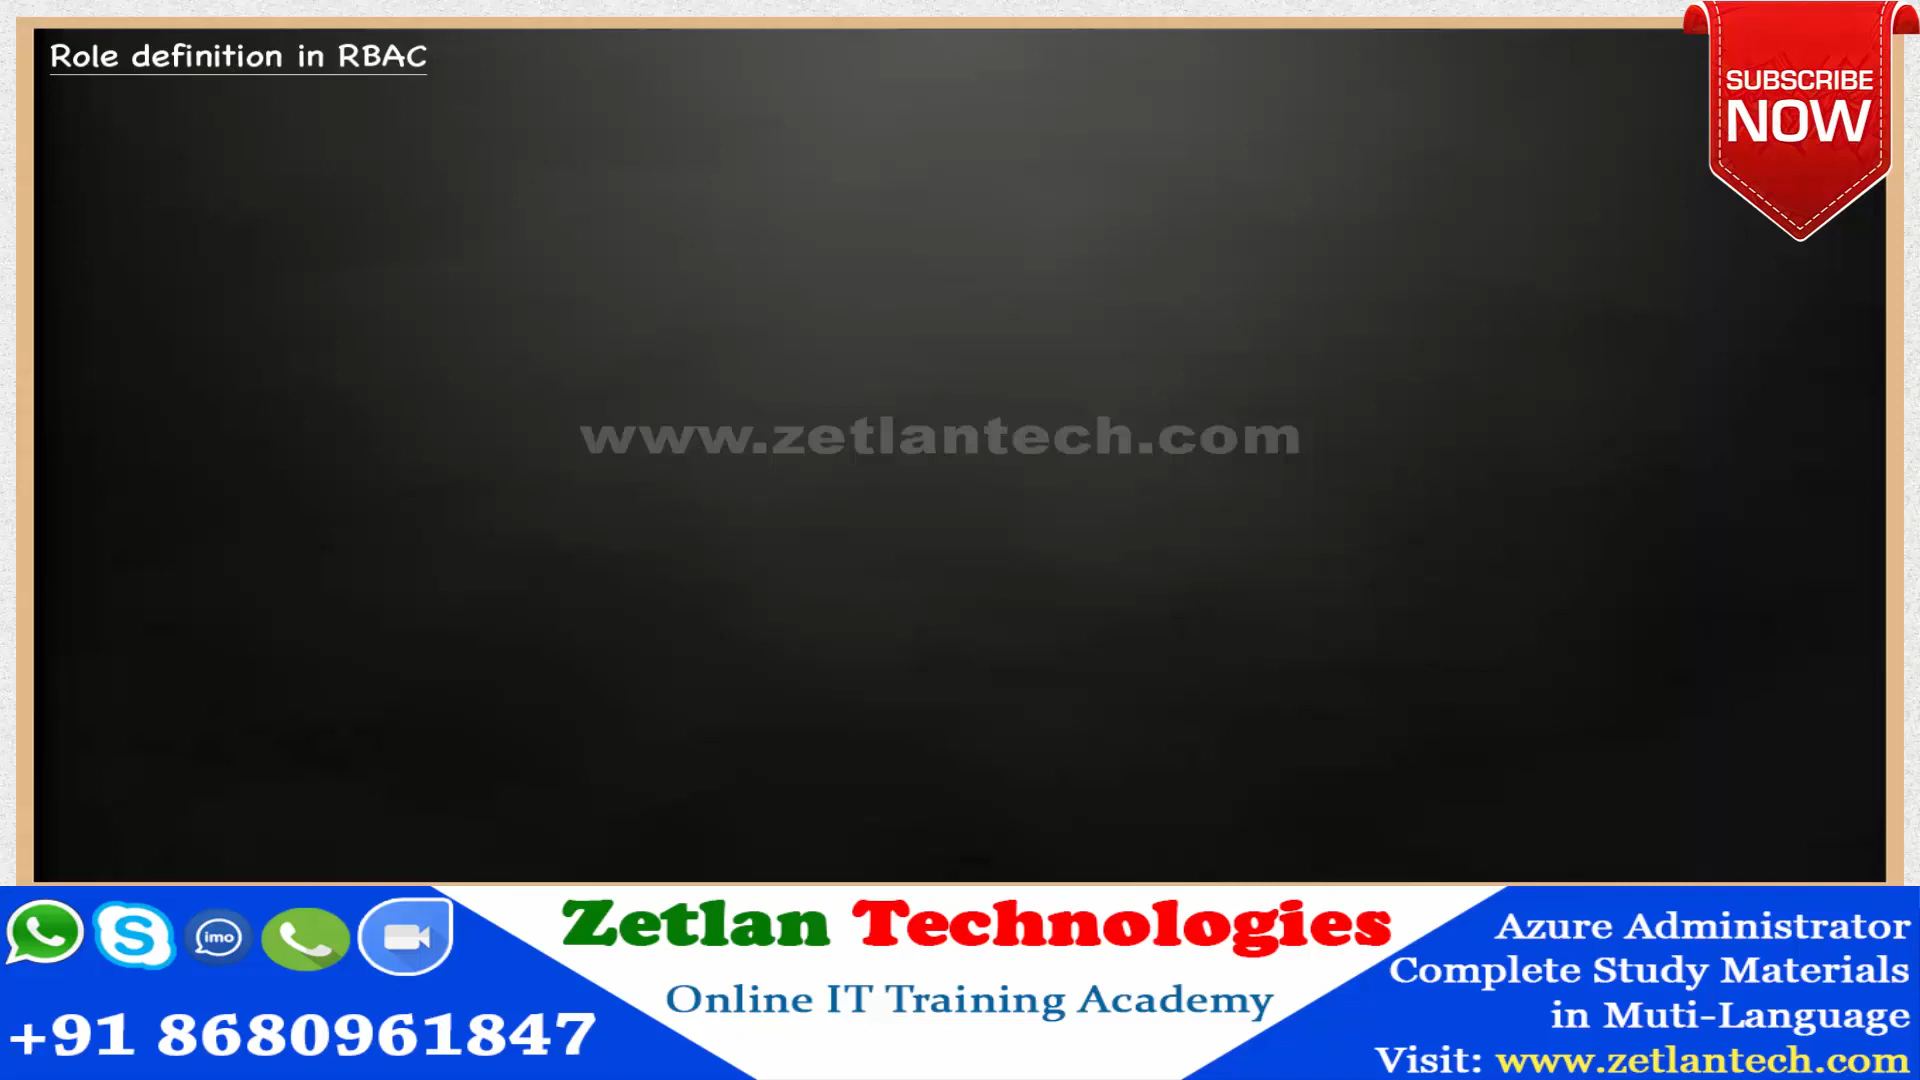 Role definition in RBAC
SUBSCRIBE
NOW
www.zetlantech.com
imo
+91 8680961847
Zetlan Technologies
Online IT Training Academy
Azure Administrator
Complete Study Materials
in Muti-Language
Visit: www.zetlantech.com